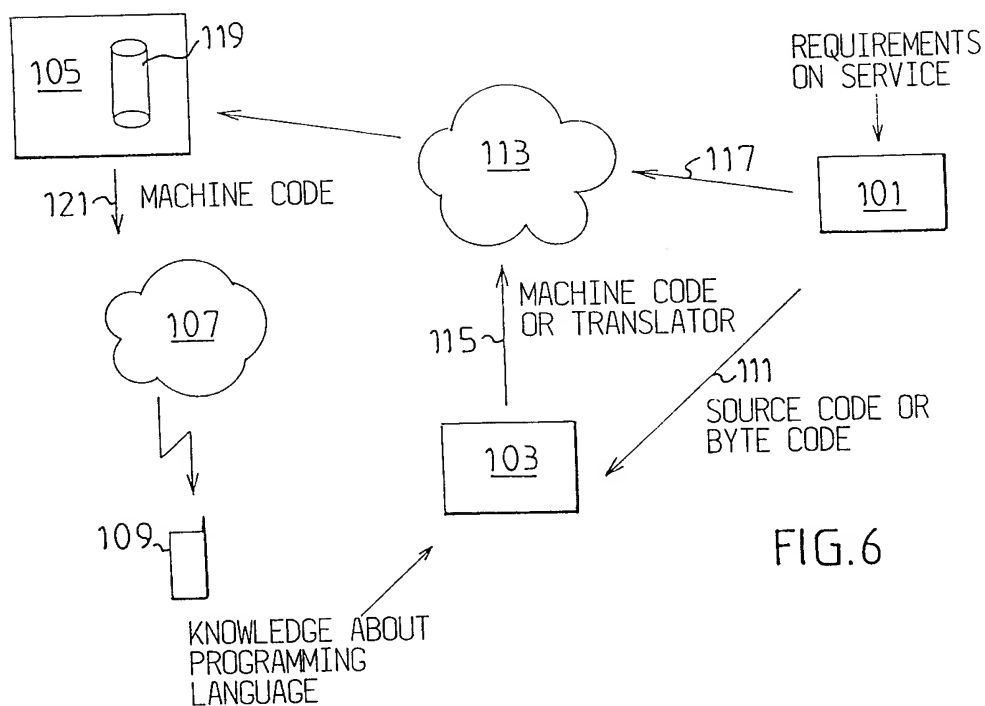 105
119
REQUIREMENTS
ON SERVICE
113
117
101
121
MACHINE CODE
107
MACHINE CODE
OR TRANSLATOR
115
111
SOURCE CODE OR
BYTE CODE
103
109
FIG.6
KNOWLEDGE ABOUT
PROGRAMMING
LANGUAGE